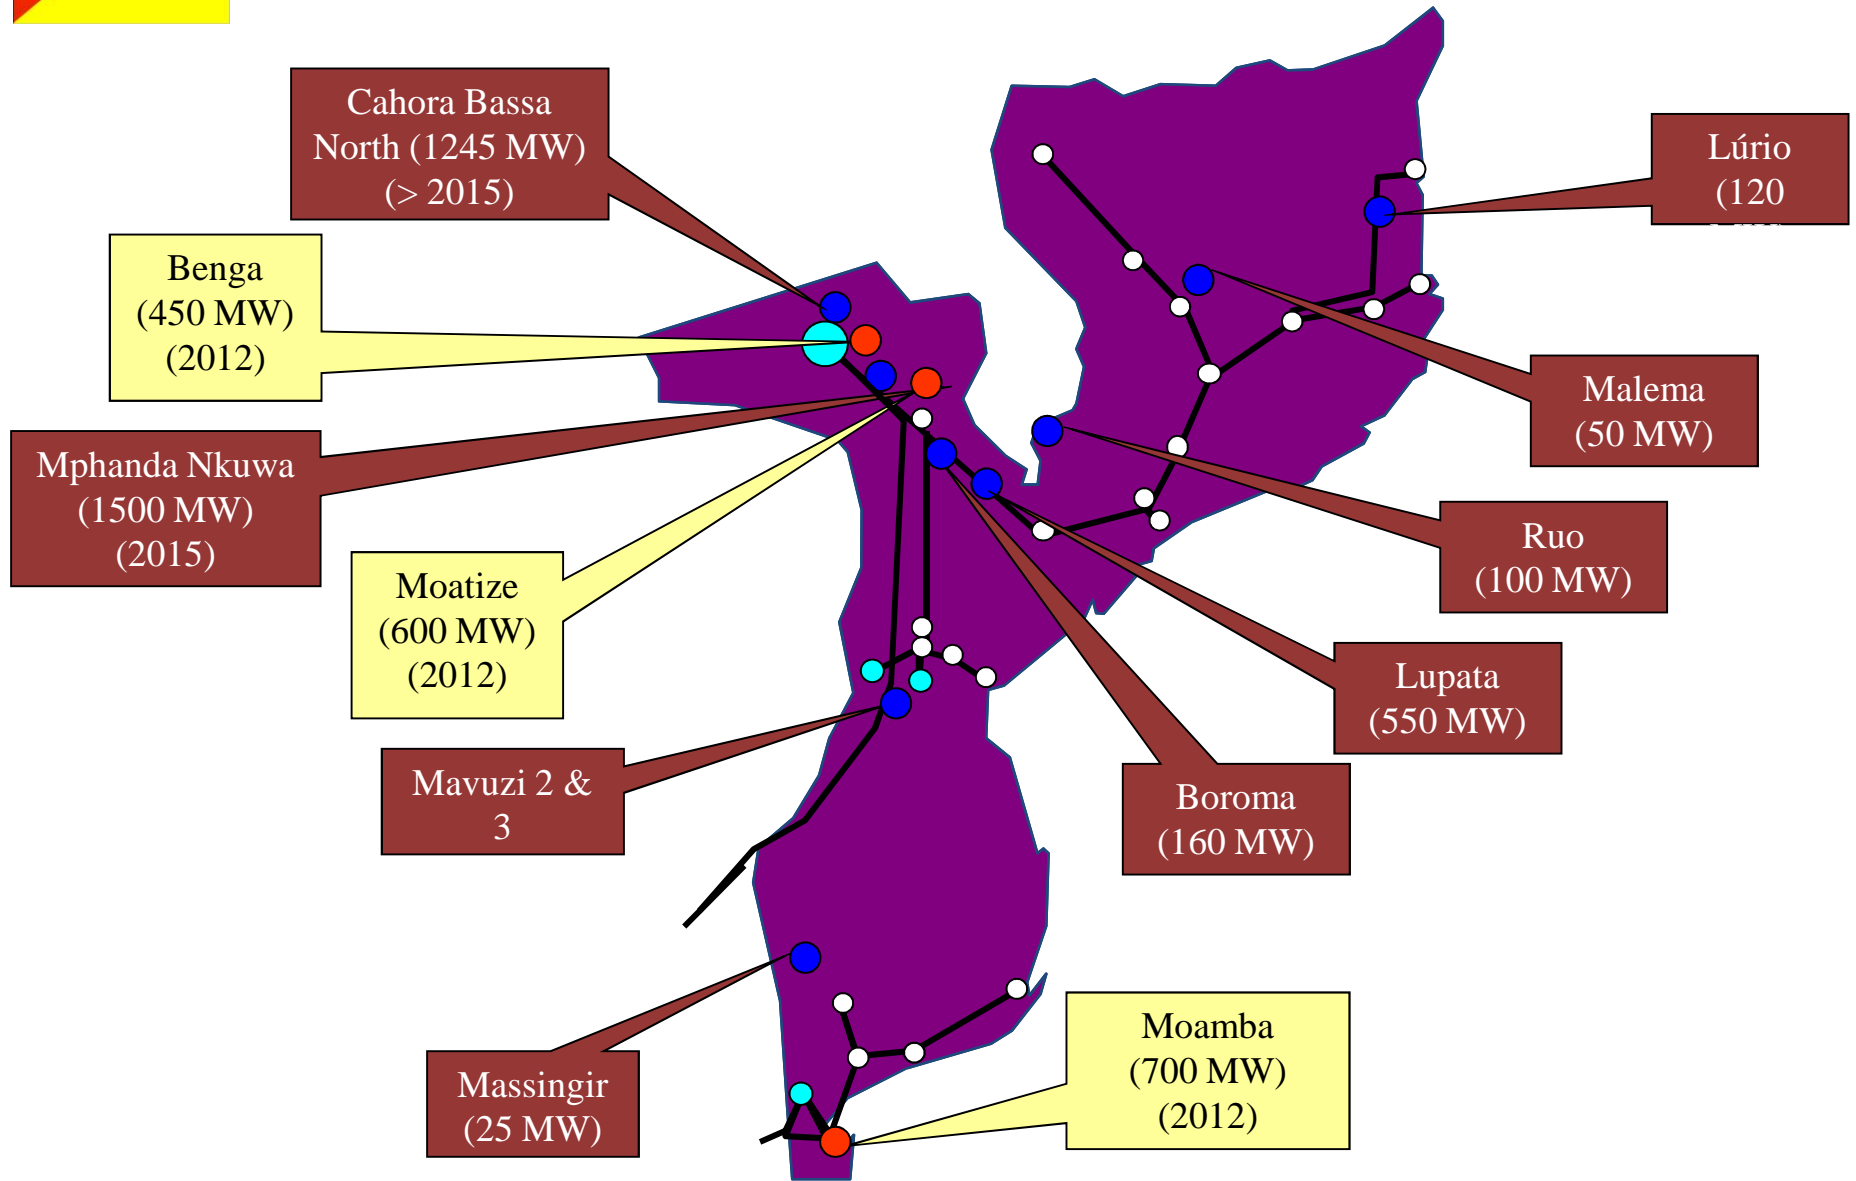 Cahora Bassa
North (1245 MW)
(> 2015)
Lúrio
(120
Benga
(450 MW)
(2012)
Malema
(50 MW)
Mphanda Nkuwa
(1500 MW)
(2015)
Ruo
(100 MW)
Moatize
(600 MW)
(2012)
Lupata
(550 MW)
Mavuzi 2 &
3
Boroma
(160 MW)
Moamba
(700 MW)
(2012)
Massingir
(25 MW)